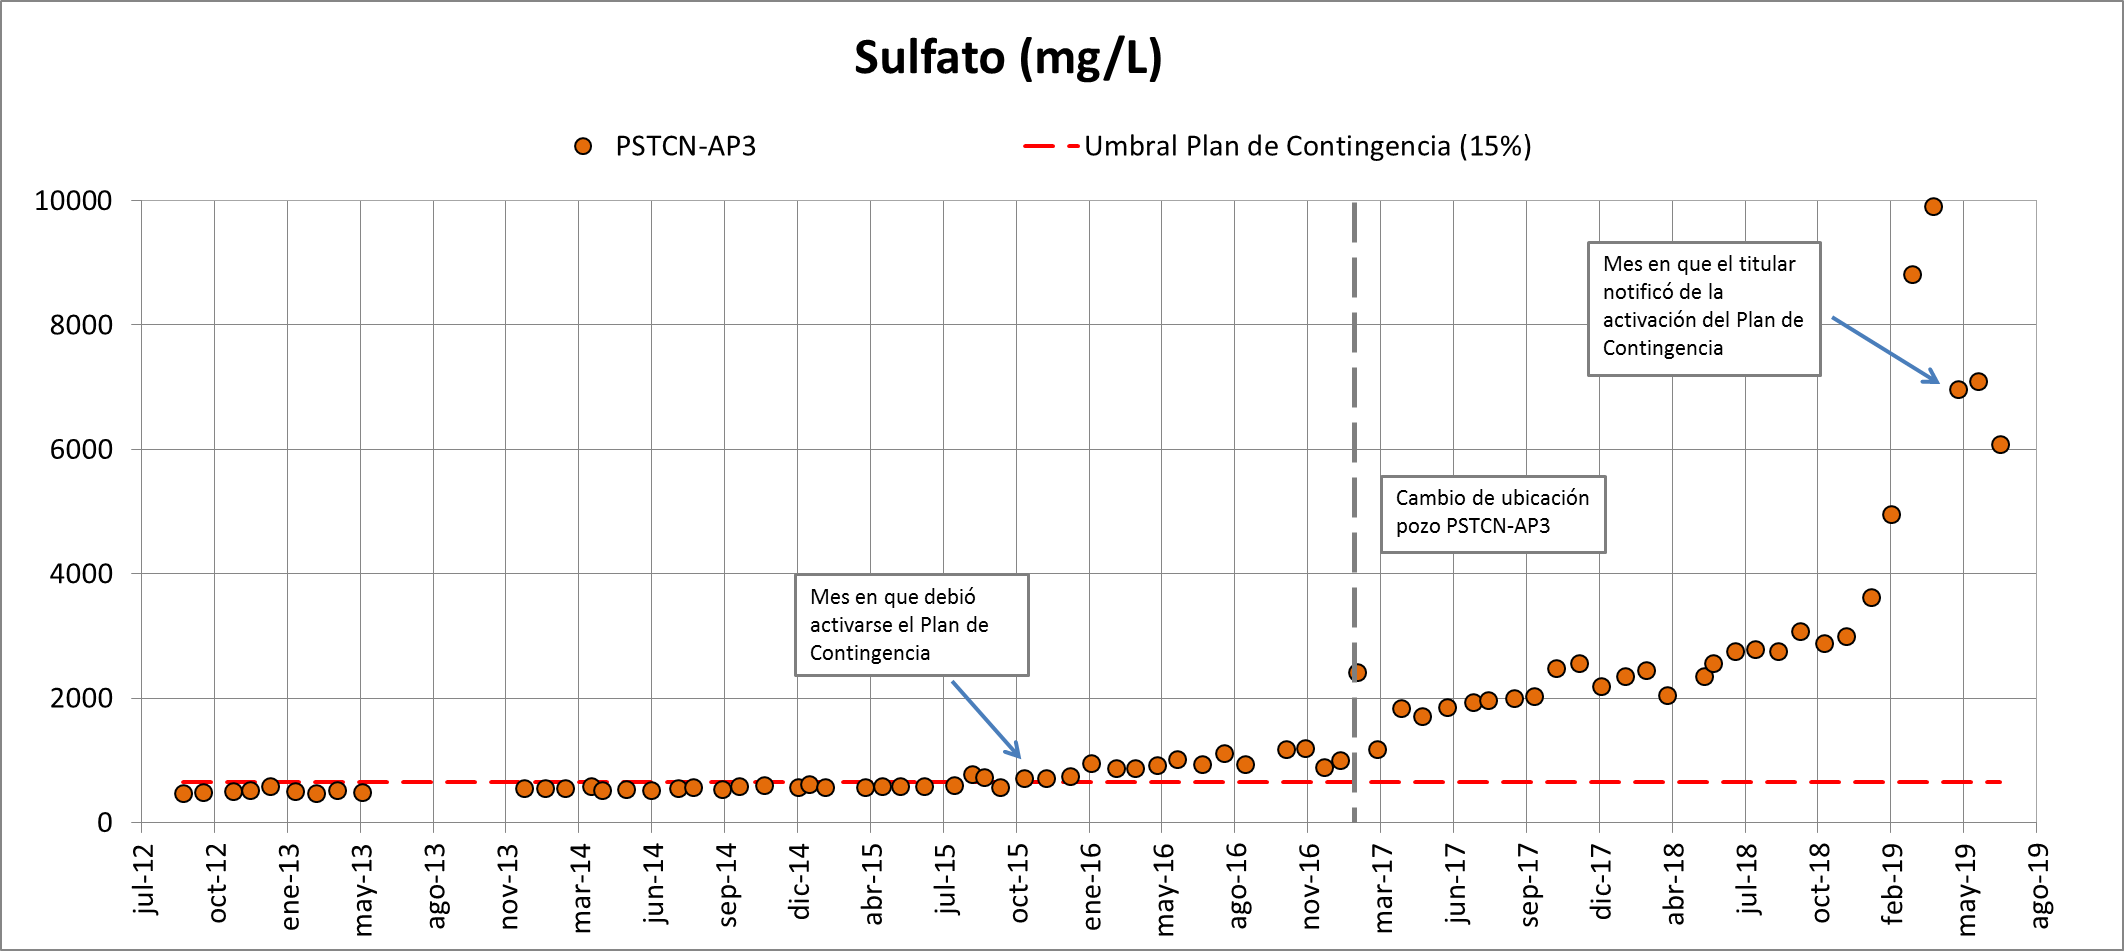 Sulfato (mg/L)
PSTCN-AP3
Umbral Plan de Contingencia (15%)
10000
8000
6000
4000
2000
0
Mes en que el titular
notificó de la
activación del Plan de
Contingencia
Cambio de ubicación
pozo PSTCN-AP3
Mes en que debió
activarse el Plan de
Contingencia
jul-12
oct-12
ene-13
may-13
ago-13
nov-13
mar-14
jun-14
sep-14
dic-14
abr-15
jul-15
oct-15
ene-16
may-16
ago-16
nov-16
mar-17
jun-17
sep-17
dic-17
abr-18
jul-18
oct-18
feb-19
may-19
ago-19